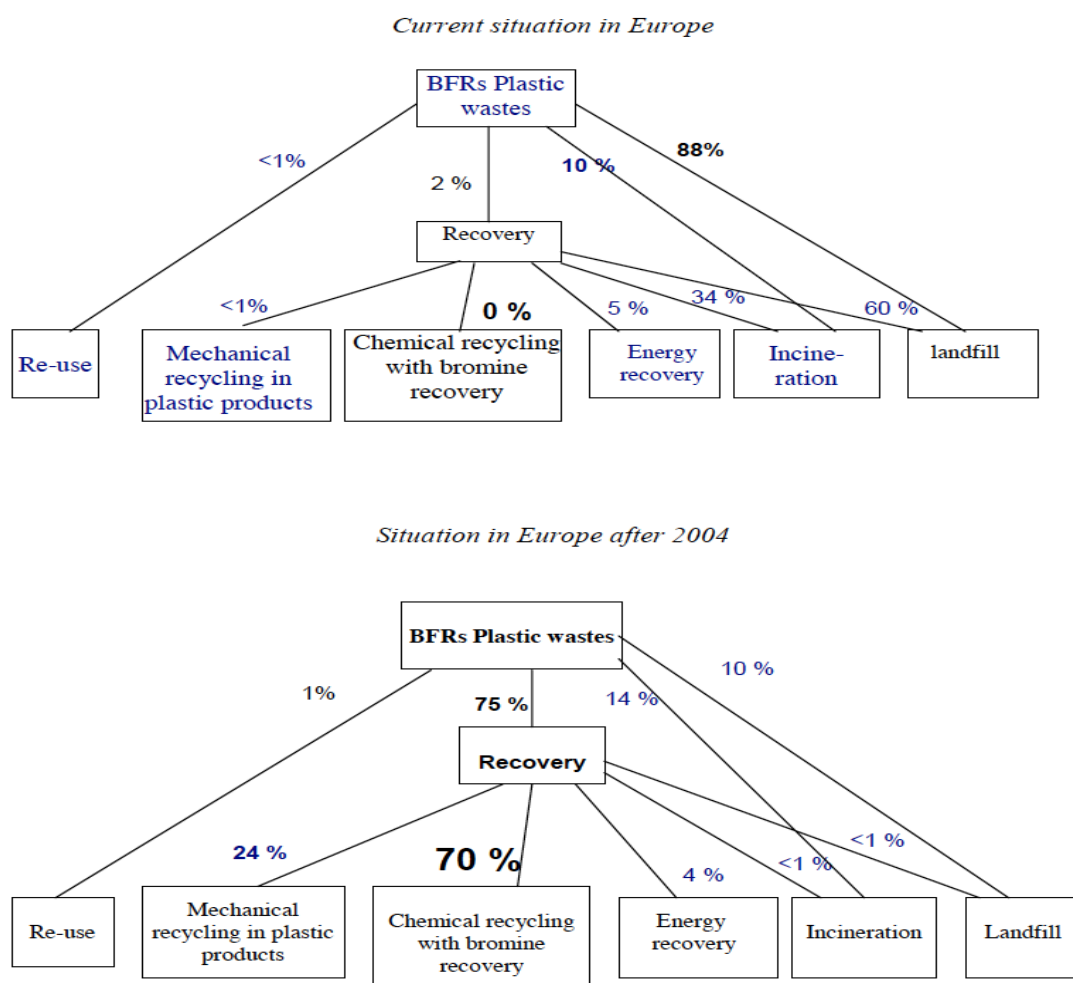 Current situation in Europe
BFRs Plastic
wastes
<1%
2 %
10 %
88%
Recovery
<1%
0 %
5 %
34 %
60 %
Re-use
Mechanical
recycling in
plastic products
Chemical recycling
with bromine
recovery
Energy
recovery
Incine-
ration
landfill
Situation in Europe after 2004
BFRs Plastic wastes
1%
75 %
14 %
10 %
Recovery
24 %
70 %
4 %
<1 %
<1 %
Re-use
Mechanical
recycling in plastic
products
Chemical recycling
with bromine
recovery
Energy
recovery
Incineration
Landfill